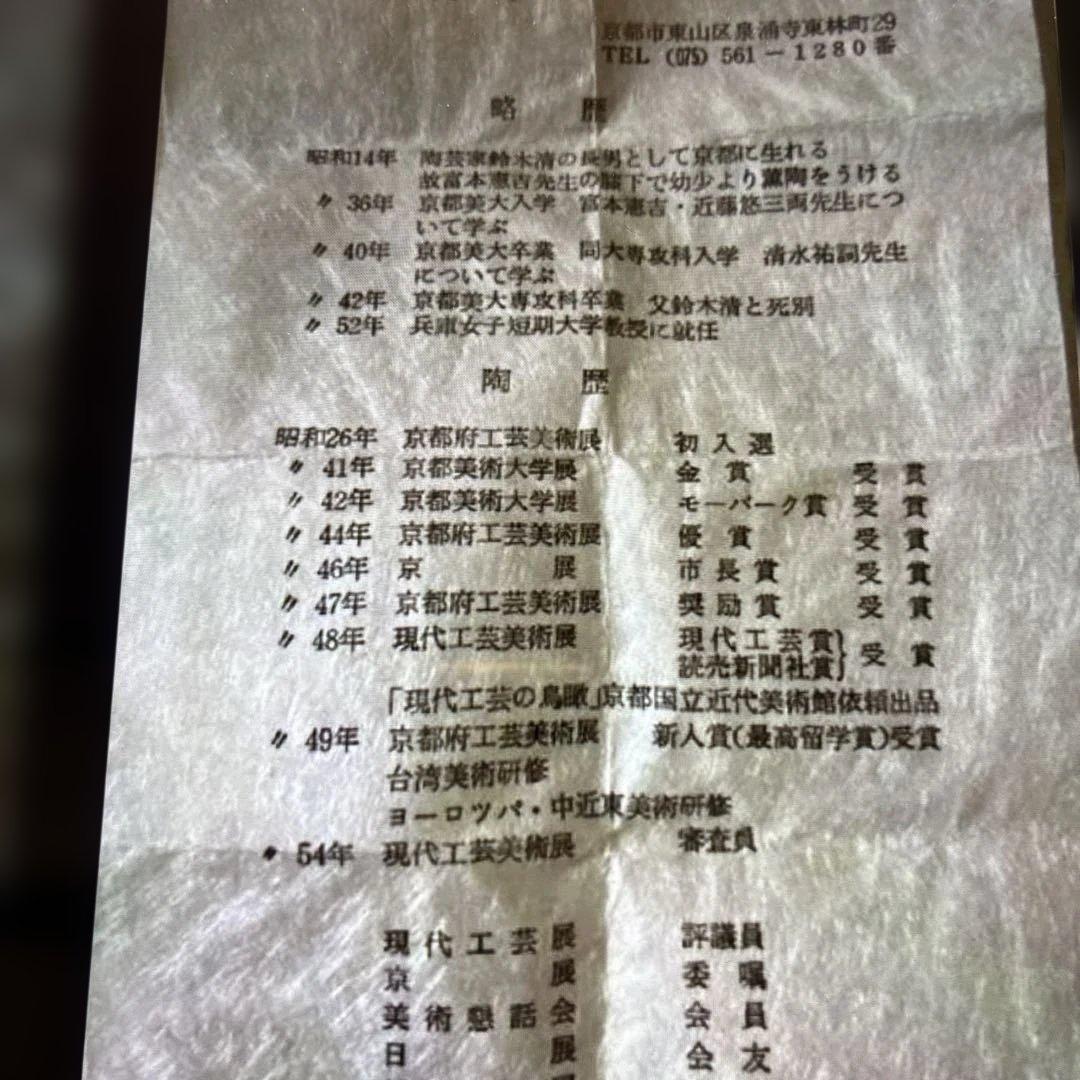 京都市東山区泉涌寺東林町29
TEL (075) 561－1280番
略 歴
昭和14年 陶芸家鈴木清の長男として京都に生れる
故富本憲吉先生の膝下で幼少より薫陶をうける
〃 36年 京都美大入学 富本憲吉・近藤悠三両先生につ
いて学ぶ
〃 40年 京都美大卒業 同大専攻科入学 清水祐詞先生
について学ぶ
〃 42年 京都美大専攻科卒業 父鈴木清と死別
〃 52年 兵庫女子短期大学教授に就任
陶 歴
昭和26年 京都府工芸美術展 初入選
〃 41年 京都美術大学展 金賞 受賞
〃 42年 京都美術大学展 モーパーク賞 受賞
〃 44年 京都府工芸美術展 優賞 受賞
〃 46年 京展 市長賞 受賞
〃 47年 京都府工芸美術展 奨励賞 受賞
〃 48年 現代工芸美術展 現代工芸賞
読売新聞社賞 } 受賞
「現代工芸の鳥瞰」京都国立近代美術館依頼出品
〃 49年 京都府工芸美術展 新人賞(最高留学賞)受賞
台湾美術研修
ヨーロツパ・中近東美術研修
〃 54年 現代工芸美術展 審査員
現代工芸展 評議員
京展 委嘱
美術懇話会 会員
日展 会友